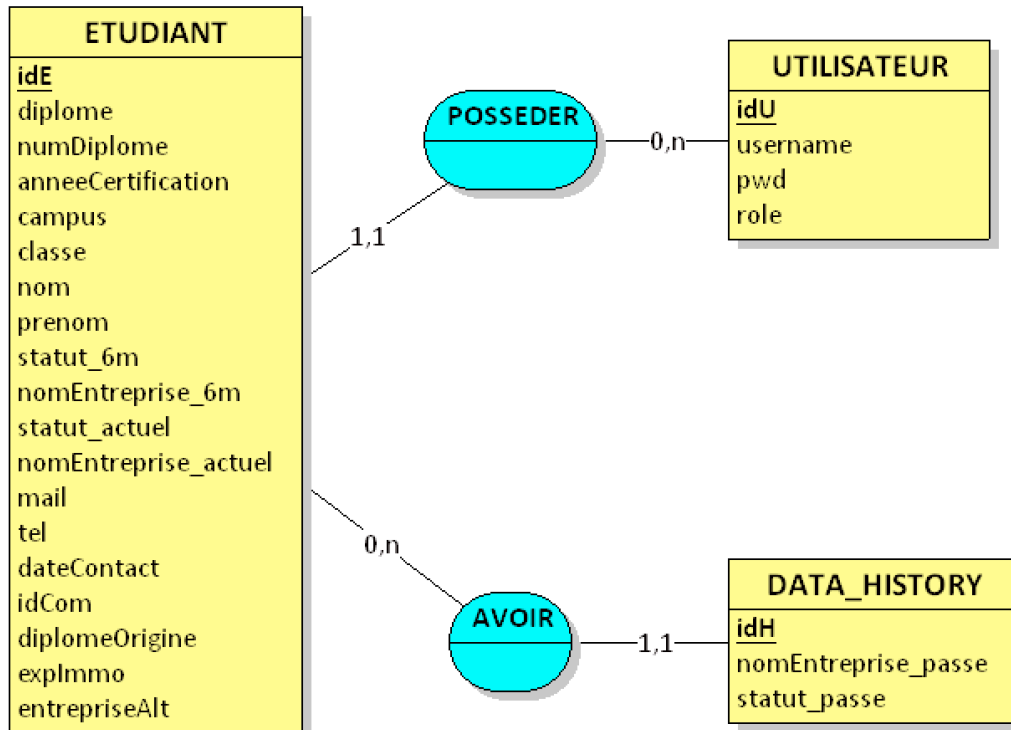 ETUDIANT
idE
diplome
numDiplome
anneeCertification
campus
classe
nom
prenom
statut_6m
nomEntreprise_6m
statut_actuel
nomEntreprise_actuel
mail
tel
dateContact
idCom
diplomeOrigine
expImmo
entrepriseAlt
POSSEDER
1,1
0,n
UTILISATEUR
idU
username
pwd
role
0,n
AVOIR
1,1
DATA_HISTORY
idH
nomEntreprise_passe
statut_passe